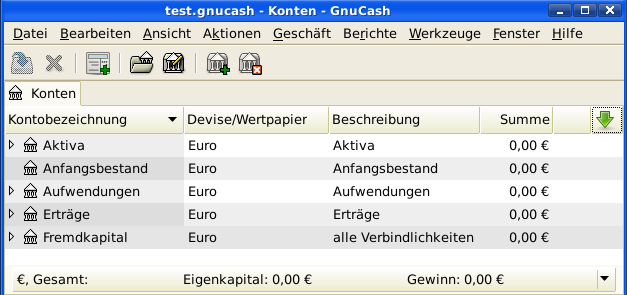 test.gnucash - Konten - GnuCash
Datei Bearbeiten Ansicht Aktionen Geschäft Berichte Werkzeuge Fenster Hilfe
Konten
Kontobezeichnung Devise/Wertpapier Beschreibung Summe
Aktiva Euro Aktiva 0,00 €
Anfangsbestand Euro Anfangsbestand 0,00 €
Aufwendungen Euro Aufwendungen 0,00 €
Erträge Euro Erträge 0,00 €
Fremdkapital Euro alle Verbindlichkeiten 0,00 €
€, Gesamt: Eigenkapital: 0,00 € Gewinn: 0,00 €